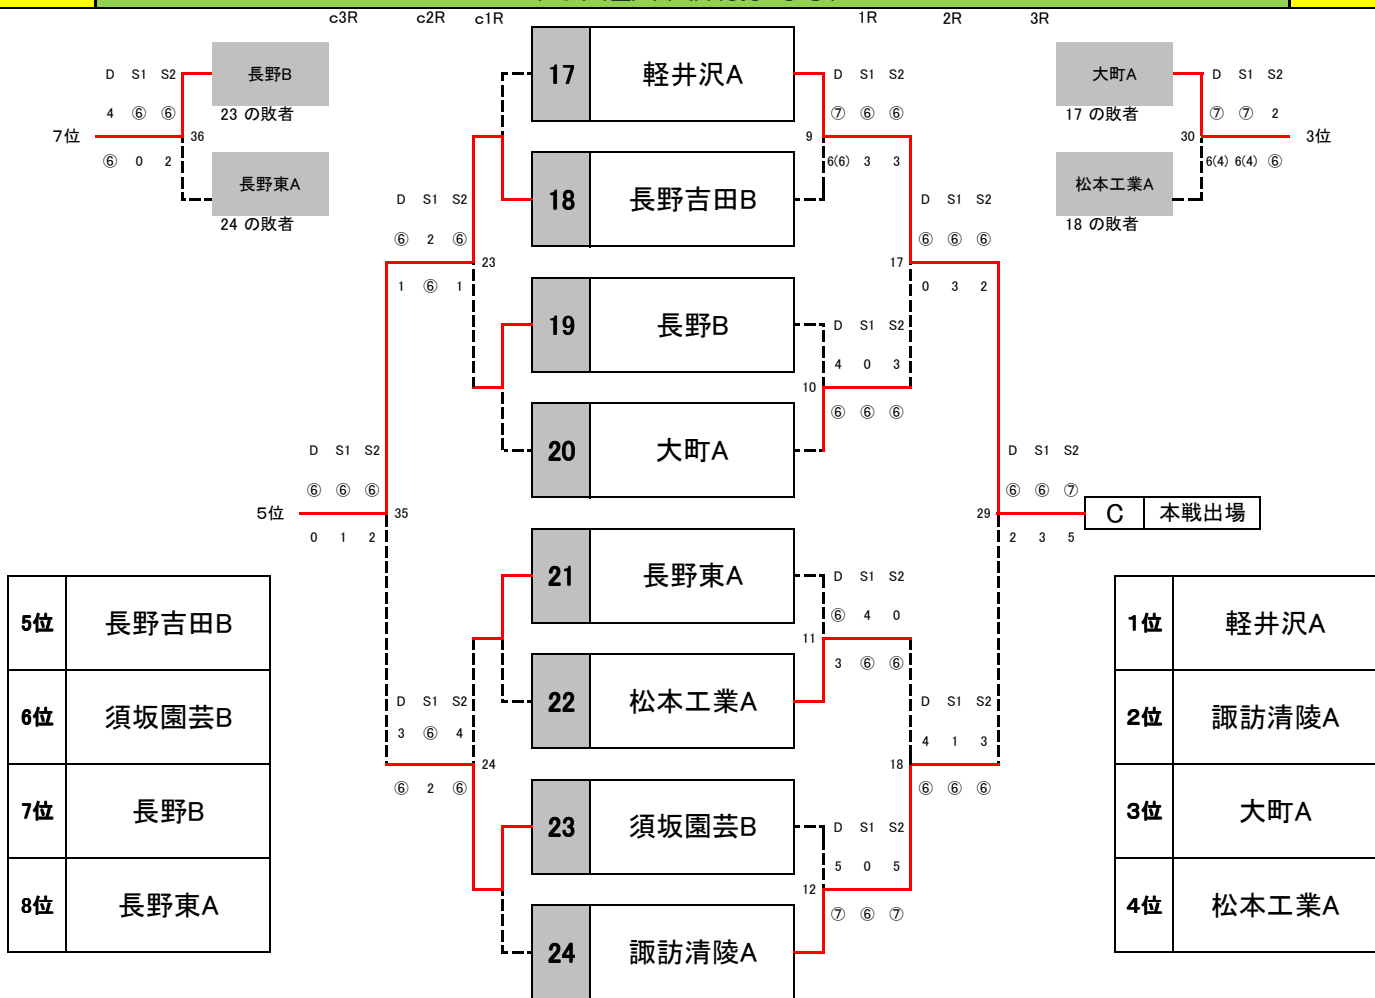 c3R c2R c1R 1R 2R 3R
D S1 S2 長野B 17 軽井沢A D S1 S2 大町A D S1 S2
4 ⑥ ⑥ 23 の敗者 ⑦ ⑥ ⑥ 17 の敗者 ⑦ ⑦ 2
7位 36 9 30 3位
⑥ 0 2 長野東A 6(6) 3 3 松本工業A 6(4) 6(4) ⑥
D S1 S2 18 長野吉田B D S1 S2
24 の敗者 18 の敗者
⑥ 2 ⑥ ⑥ ⑥ ⑥
23 17
1 ⑥ 1 0 3 2
19 長野B D S1 S2
4 0 3
10
⑥ ⑥ ⑥
D S1 S2 20 大町A D S1 S2
⑥ ⑥ ⑥ ⑥ ⑥ ⑦
5位 35 29 C 本戦出場
0 1 2 2 3 5
21 長野東A D S1 S2
5位 長野吉田B ⑥ 4 0 1位 軽井沢A
11
3 ⑥ ⑥
6位 須坂園芸B D S1 S2 22 松本工業A D S1 S2 2位 諏訪清陵A
3 ⑥ 4 4 1 3
24 18
⑥ 2 ⑥ ⑥ ⑥ ⑥
7位 長野B 23 須坂園芸B D S1 S2 3位 大町A
5 0 5
12
8位 長野東A ⑦ ⑥ ⑦ 4位 松本工業A
24 諏訪清陵A